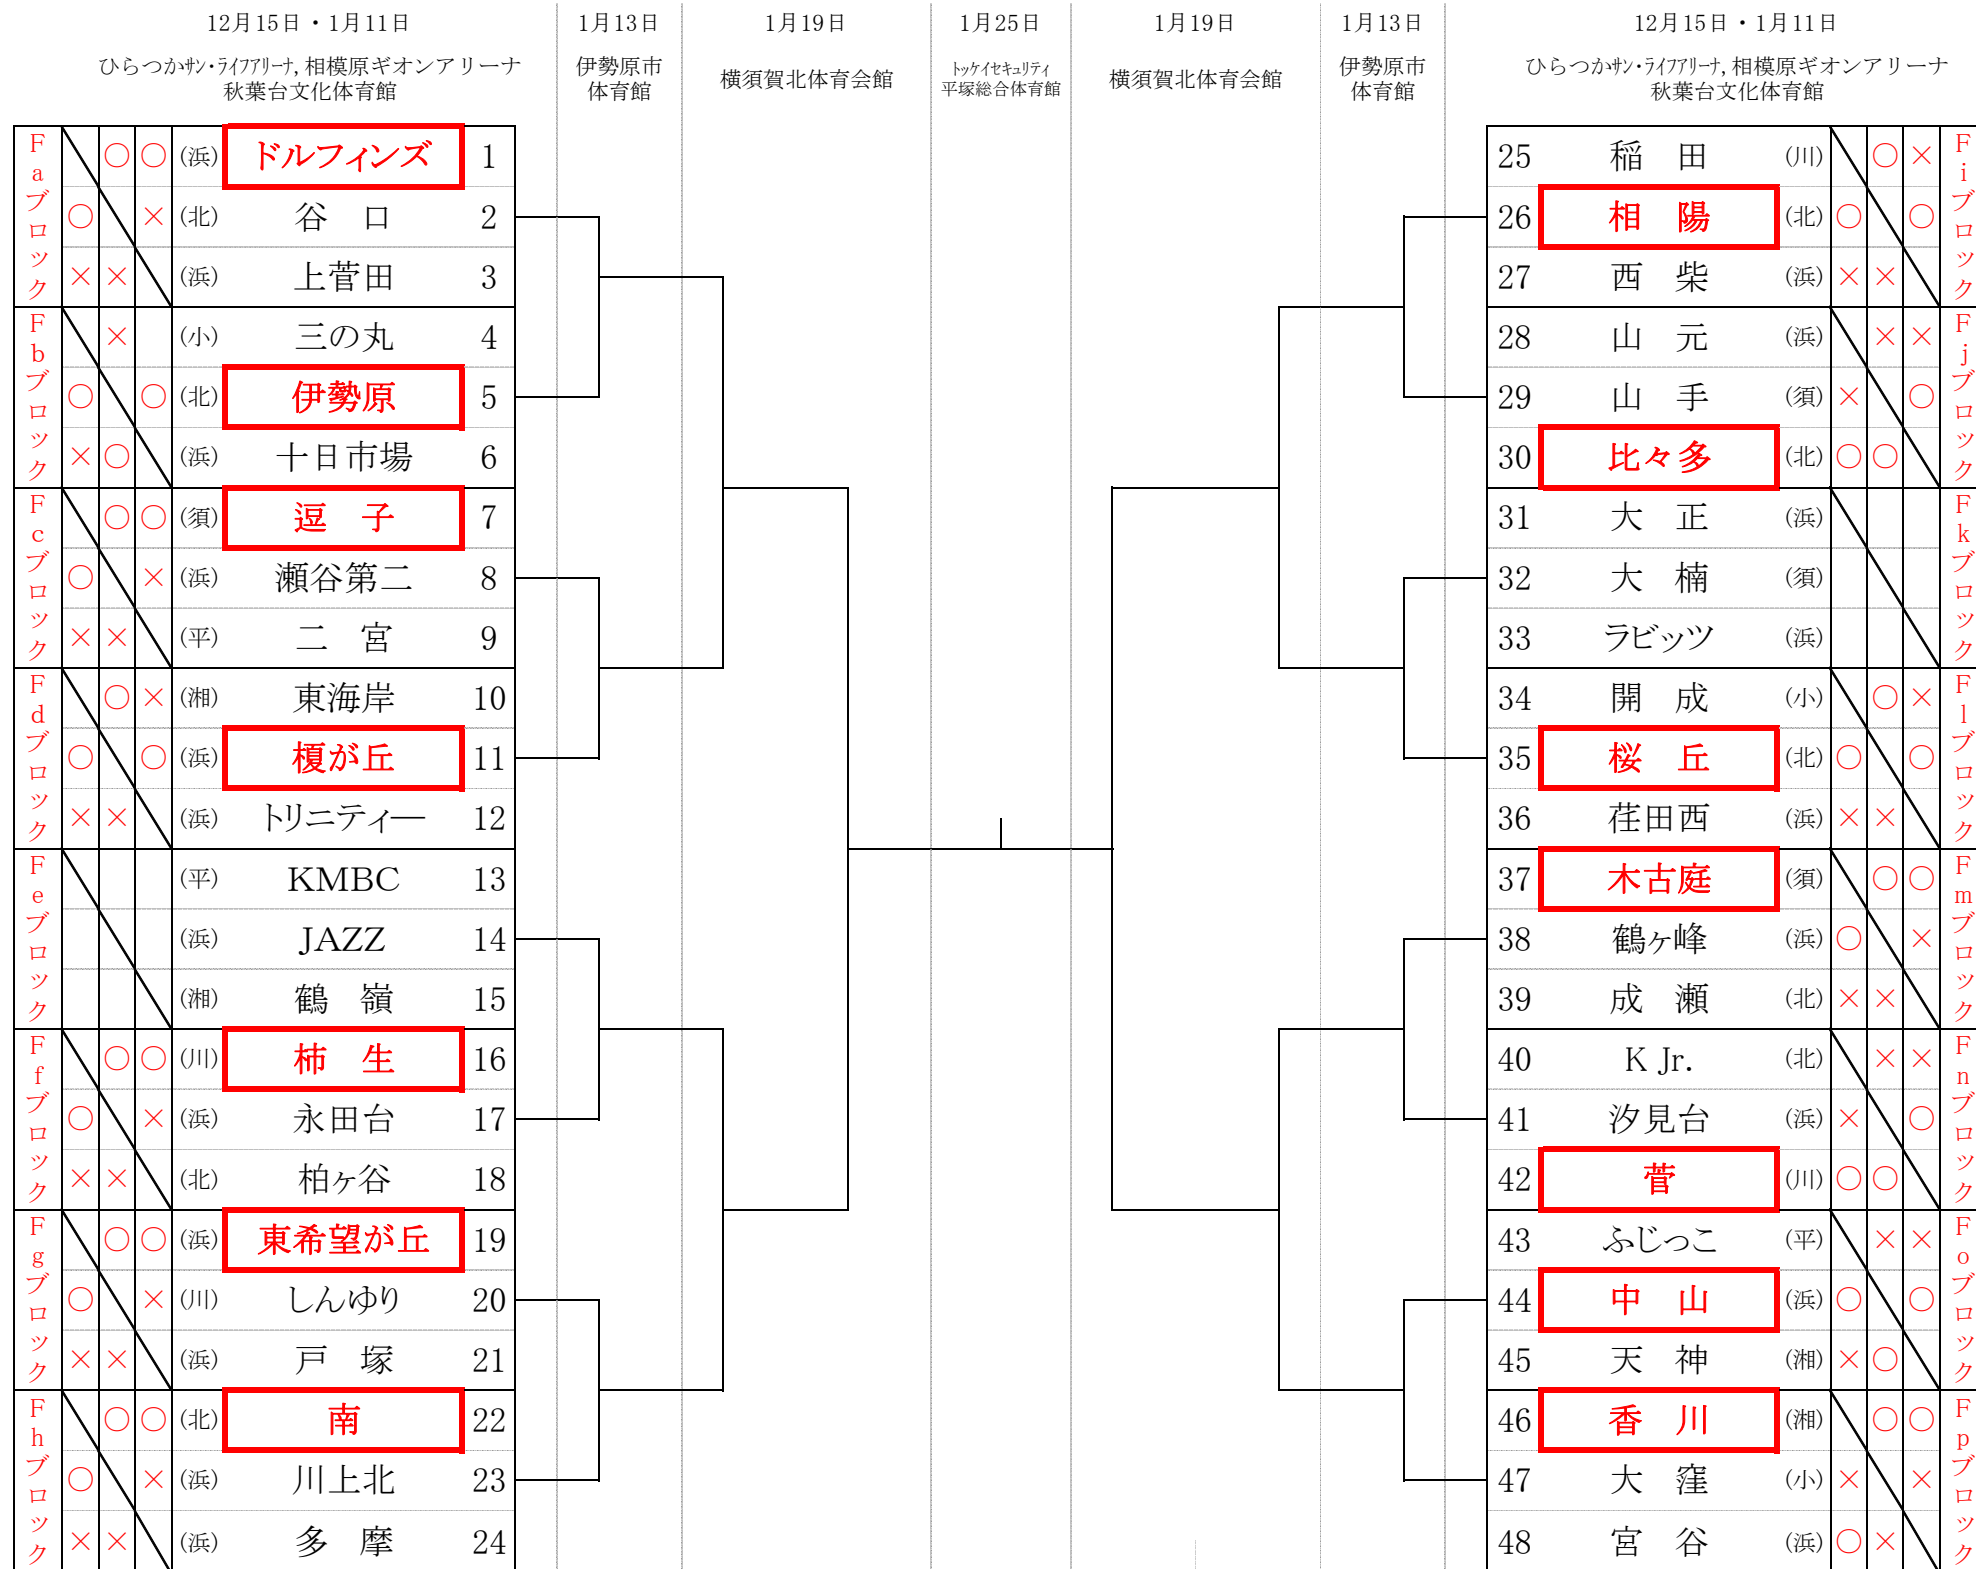 12月15日・1月11日 1月13日 1月19日 1月25日 1月19日 1月13日 12月15日・1月11日
ひらつかサン・ライフアリーナ,相模原ギオンアリーナ 秋葉台文化体育館
伊勢原市 体育館
横須賀北体育会館
トッケイセキュリティ 平塚総合体育館
横須賀北体育会館
伊勢原市 体育館
ひらつかサン・ライフアリーナ,相模原ギオンアリーナ 秋葉台文化体育館
Faブロック
○ ○ (浜) ドルフィンズ 1
○ × (北) 谷 口 2
× × (浜) 上菅田 3
Fbブロック
× (小) 三の丸 4
○ ○ (北) 伊勢原 5
× ○ (浜) 十日市場 6
Fcブロック
○ ○ (須) 逗 子 7
○ × (浜) 瀬谷第二 8
× × (平) 二 宮 9
Fdブロック
○ × (湘) 東海岸 10
○ ○ (浜) 榎が丘 11
× × (浜) トリニティー 12
Feブロック
(平) KMBC 13
(浜) JAZZ 14
(湘) 鶴 嶺 15
Ffブロック
○ ○ (川) 柿 生 16
○ × (浜) 永田台 17
× × (北) 柏ヶ谷 18
Fgブロック
○ ○ (浜) 東希望が丘 19
○ × (川) しんゆり 20
× × (浜) 戸 塚 21
Fhブロック
○ ○ (北) 南 22
○ × (浜) 川上北 23
× × (浜) 多 摩 24
Fiブロック
25 稲 田 (川) ○ ×
26 相 陽 (北) ○ ○
27 西 柴 (浜) × ×
Fjブロック
28 山 元 (浜) × ×
29 山 手 (須) × ○
30 比々多 (北) ○ ○
Fkブロック
31 大 正 (浜)
32 大 楠 (須)
33 ラビッツ (浜)
Flブロック
34 開 成 (小) ○ ×
35 桜 丘 (北) ○ ○
36 荏田西 (浜) × ×
Fmブロック
37 木古庭 (須) ○ ○
38 鶴ヶ峰 (浜) ○ ×
39 成 瀬 (北) × ×
Fnブロック
40 K Jr. (北) × ×
41 汐見台 (浜) × ○
42 菅 (川) ○ ○
Foブロック
43 ふじっこ (平) × ×
44 中 山 (浜) ○ ○
45 天 神 (湘) × ○
Fpブロック
46 香 川 (湘) ○ ○
47 大 窪 (小) × ×
48 宮 谷 (浜) ○ ×